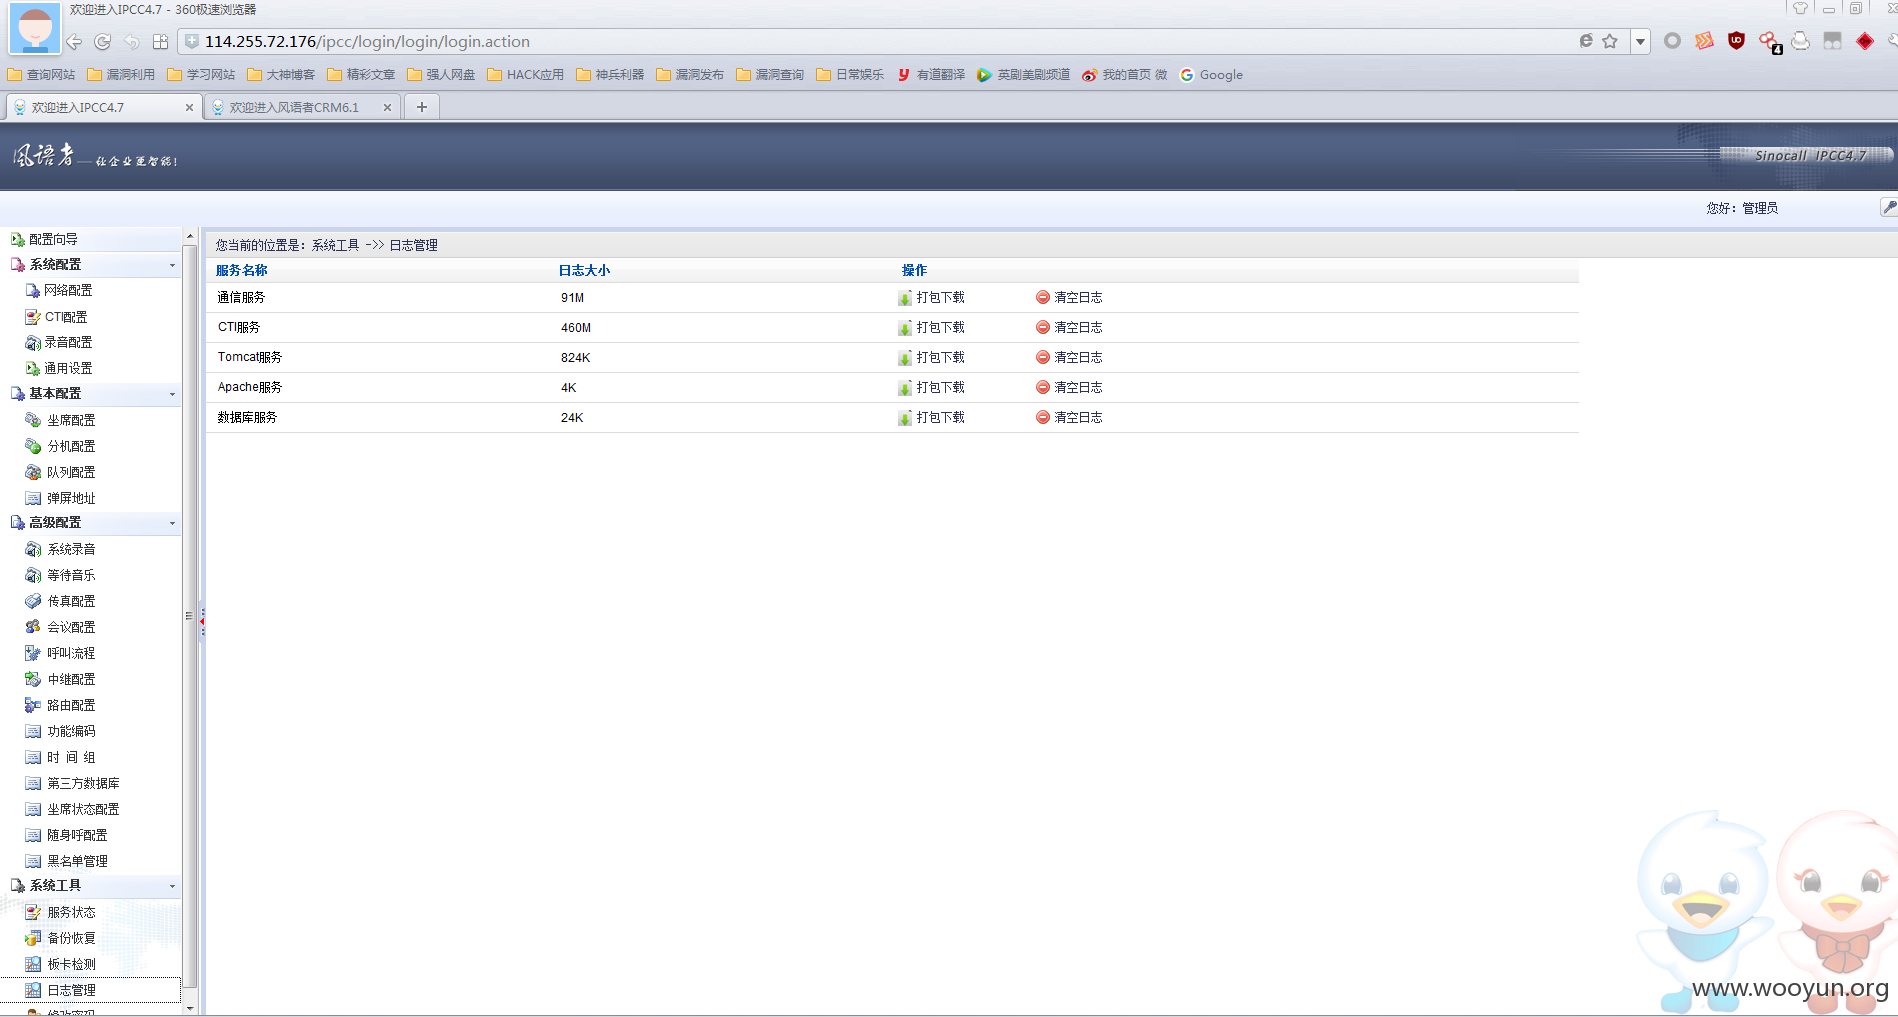 欢迎进入IPCC4.7 - 360极速浏览器
114.255.72.176/ipcc/login/login/login.action
查询网站 漏洞利用 学习网站 大神博客 精彩文章 强人网盘 HACK应用 神兵利器 漏洞发布 漏洞查询 日常娱乐 有道翻译 英剧美剧频道 我的首页 微 Google
欢迎进入IPCC4.7 欢迎进入风语者CRM6.1
风语者—让企业更智能!
Sinocall IPCC4.7
您好：管理员
配置向导
系统配置
网络配置
CTI配置
录音配置
通用设置
基本配置
坐席配置
分机配置
队列配置
弹屏地址
高级配置
系统录音
等待音乐
传真配置
会议配置
呼叫流程
中继配置
路由配置
功能编码
时 间 组
第三方数据库
坐席状态配置
随身呼配置
黑名单管理
系统工具
服务状态
备份恢复
板卡检测
日志管理
修改密码
您当前的位置是：系统工具 ->> 日志管理
服务名称 日志大小 操作
通信服务 91M 打包下载 清空日志
CTI服务 460M 打包下载 清空日志
Tomcat服务 824K 打包下载 清空日志
Apache服务 4K 打包下载 清空日志
数据库服务 24K 打包下载 清空日志
www.wooyun.org